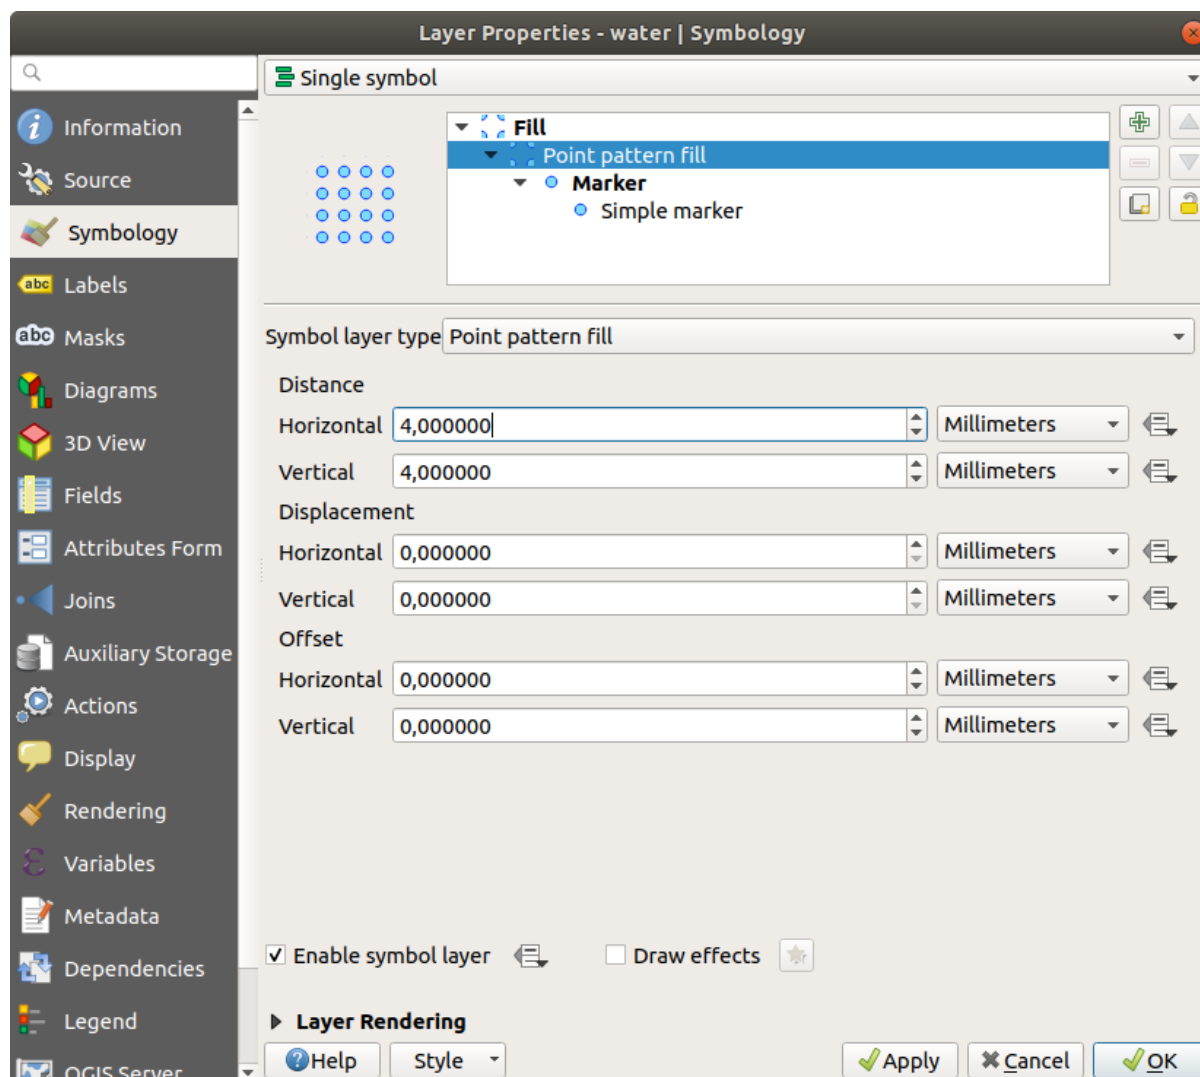 Layer Properties - water | Symbology
Single symbol
Information
Source
Symbology
Labels
Masks
Diagrams
3D View
Fields
Attributes Form
Joins
Auxiliary Storage
Actions
Display
Rendering
Variables
Metadata
Dependencies
Legend
QGIS Server
Fill
Point pattern fill
Marker
Simple marker
Symbol layer type Point pattern fill
Distance
Horizontal 4,000000 Millimeters
Vertical 4,000000 Millimeters
Displacement
Horizontal 0,000000 Millimeters
Vertical 0,000000 Millimeters
Offset
Horizontal 0,000000 Millimeters
Vertical 0,000000 Millimeters
Enable symbol layer Draw effects
Layer Rendering
Help Style Apply Cancel OK